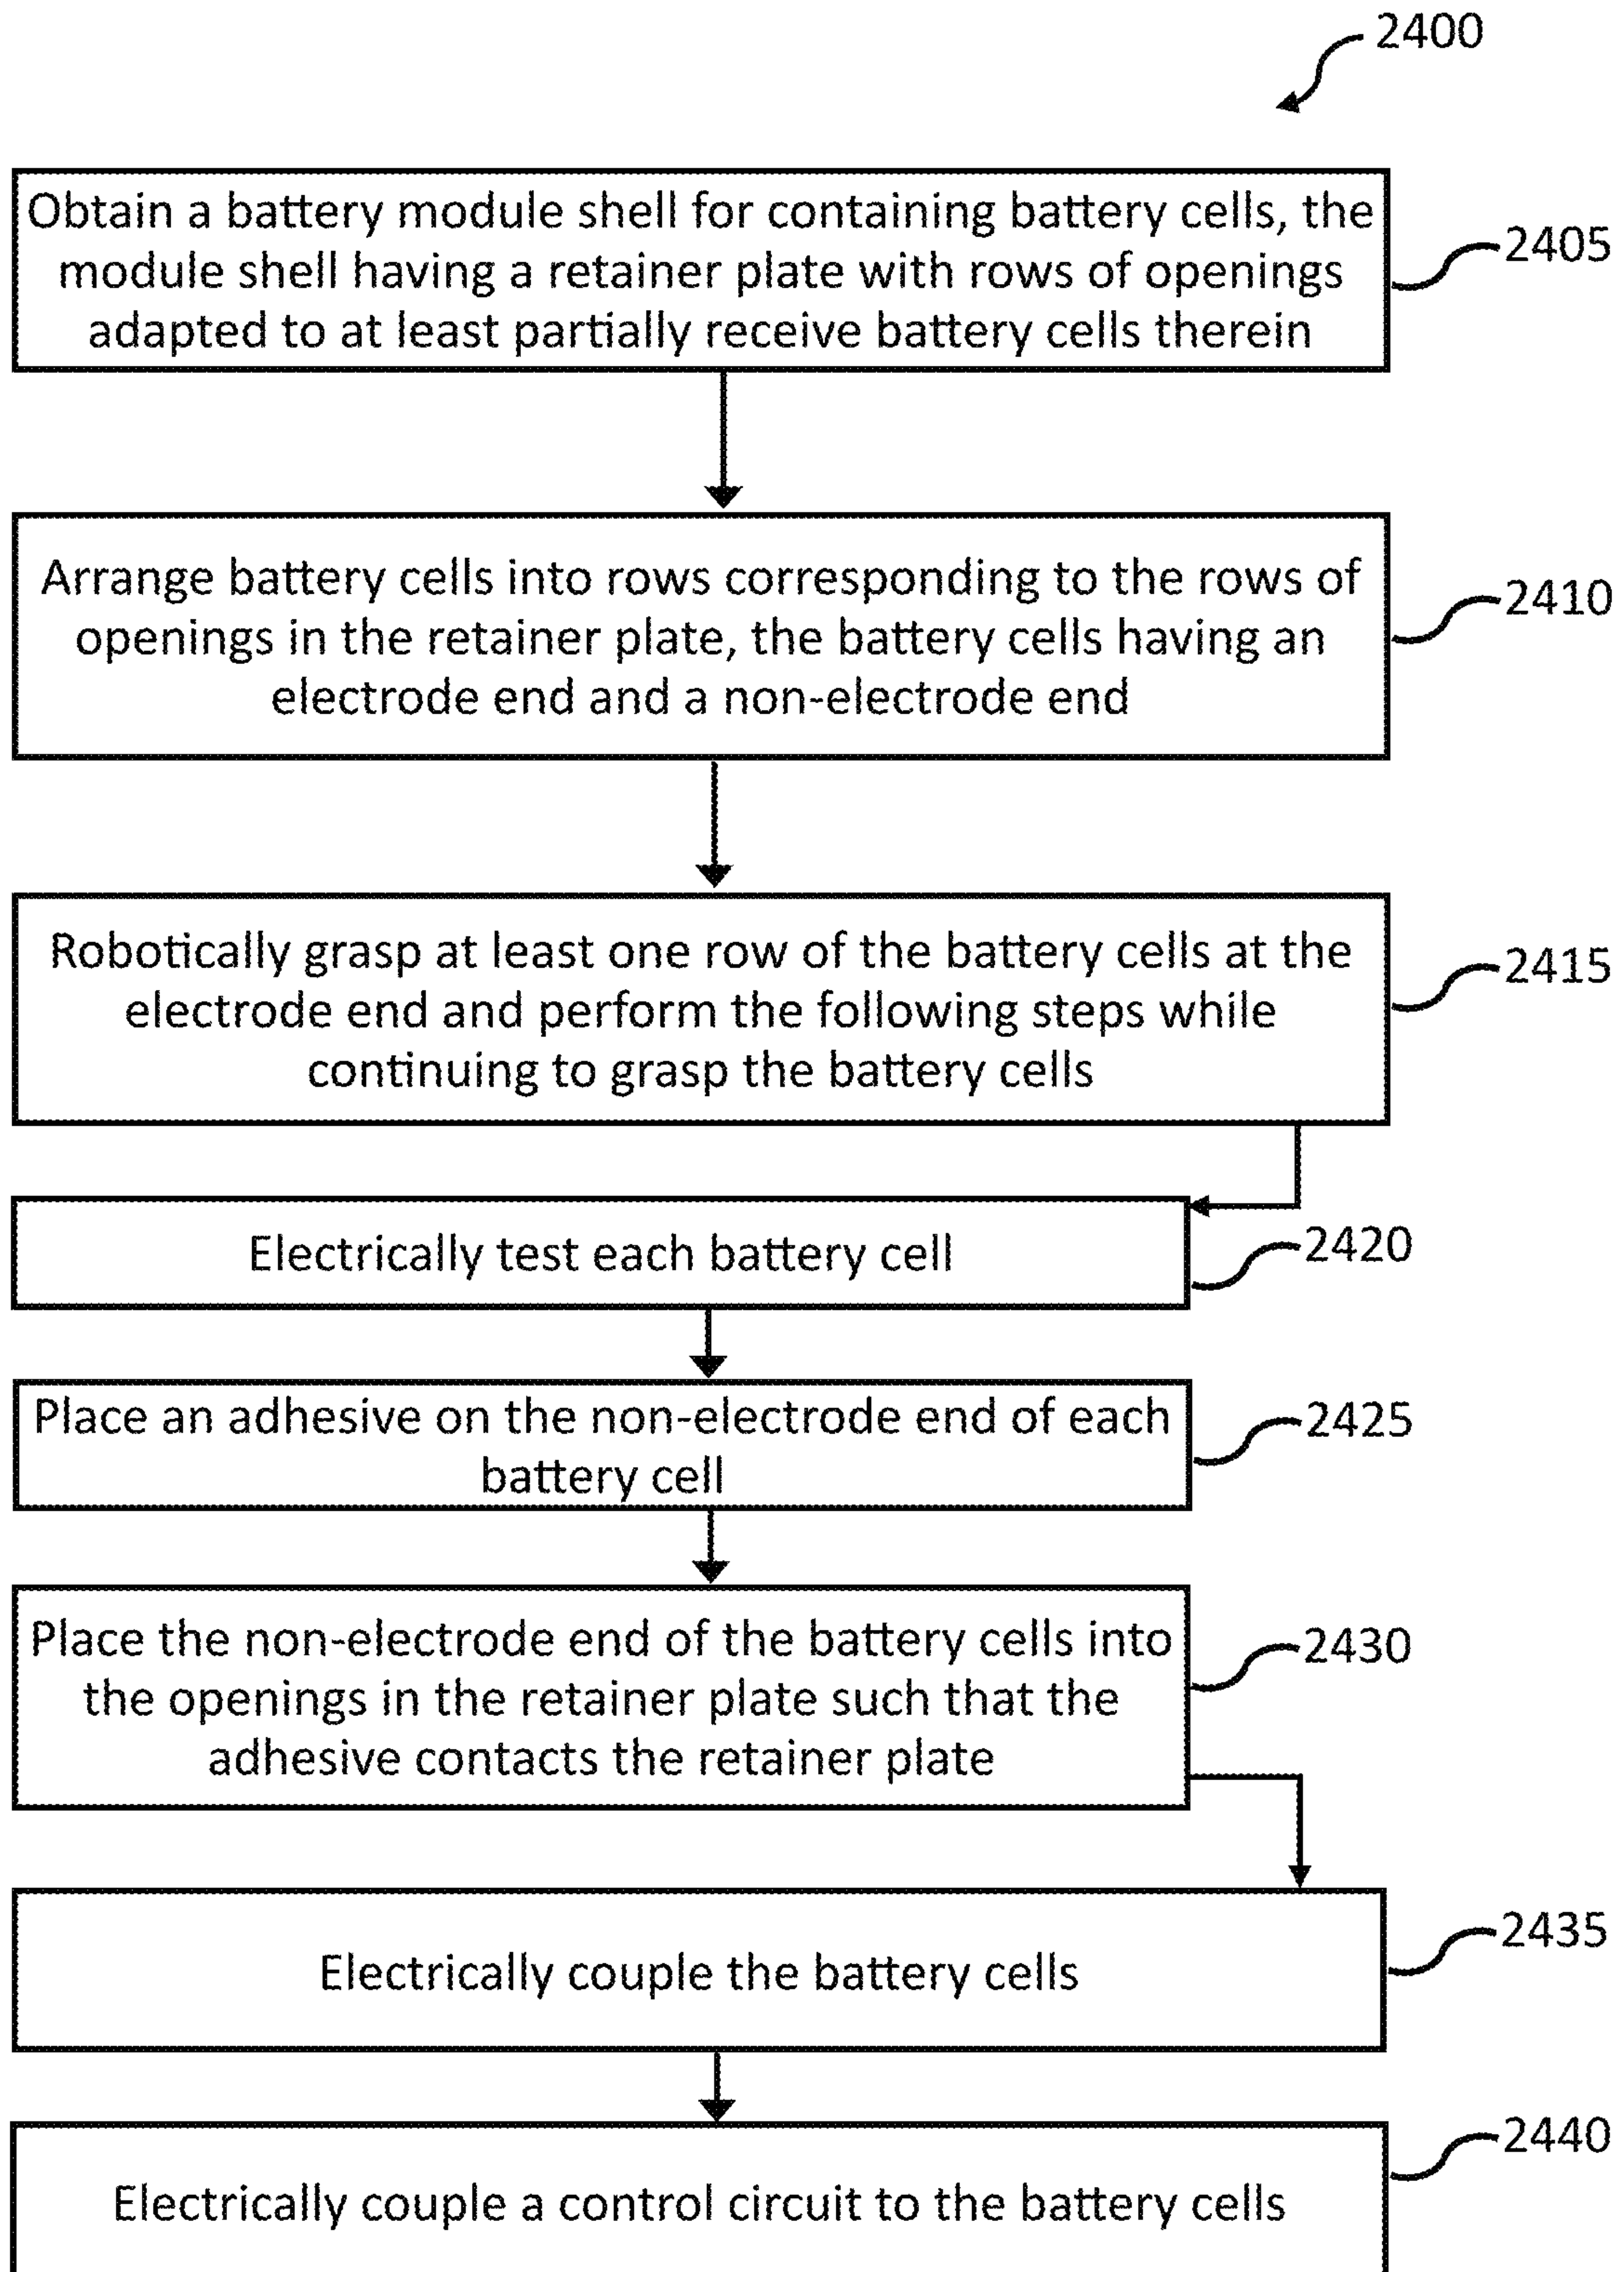 2400
Obtain a battery module shell for containing battery cells, the
module shell having a retainer plate with rows of openings
adapted to at least partially receive battery cells therein
2405
Arrange battery cells into rows corresponding to the rows of
openings in the retainer plate, the battery cells having an
electrode end and a non-electrode end
2410
Robotically grasp at least one row of the battery cells at the
electrode end and perform the following steps while
continuing to grasp the battery cells
2415
Electrically test each battery cell
2420
Place an adhesive on the non-electrode end of each
battery cell
2425
Place the non-electrode end of the battery cells into
the openings in the retainer plate such that the
adhesive contacts the retainer plate
2430
Electrically couple the battery cells
2435
Electrically couple a control circuit to the battery cells
2440